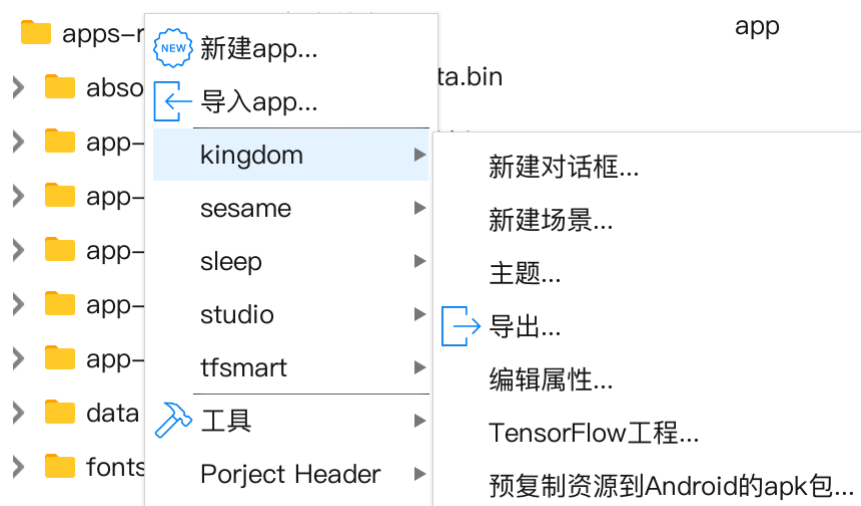 apps-r
abso
app-
app-
app-
app-
app-
app-
data
fonts
NEW
新建app...
导入app...
kingdom
sesame
sleep
studio
tfsmart
工具
Porject Header
app
ta.bin
新建对话框...
新建场景...
主题...
导出...
编辑属性...
TensorFlow工程...
预复制资源到Android的apk包...